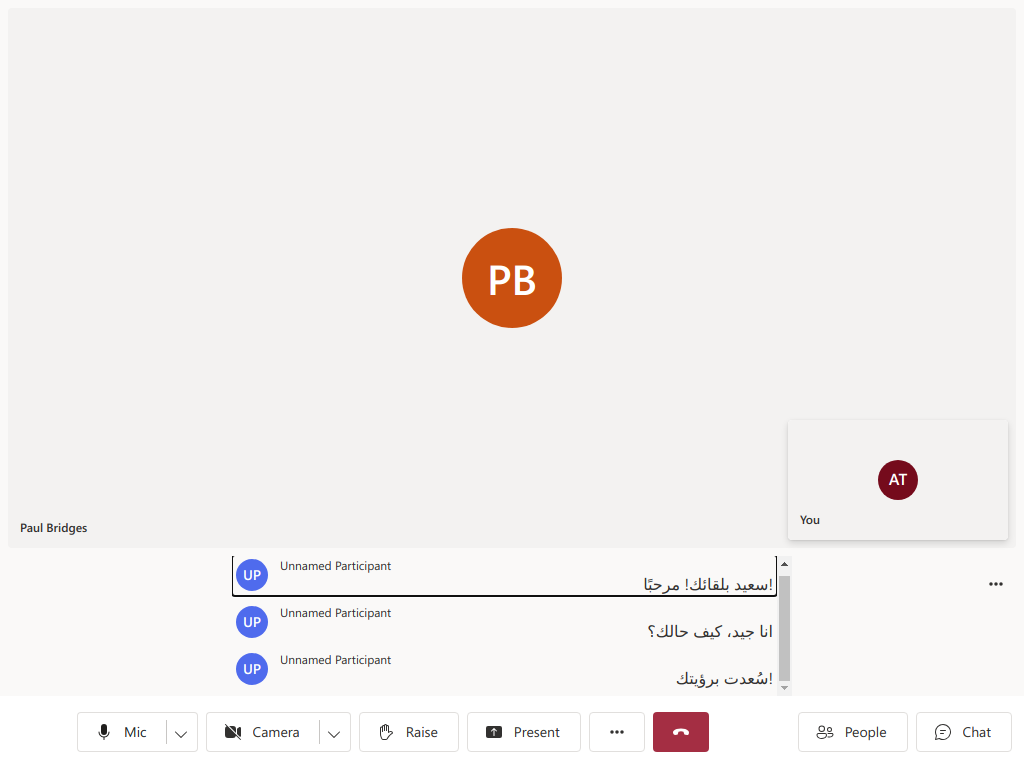 PB
Paul Bridges
AT
You
UP
Unnamed Participant
سعيد بلقائك! مرحبًا!
UP
Unnamed Participant
انا جيد، كيف حالك؟
UP
Unnamed Participant
سُعدت برؤيتك!
Mic
Camera
Raise
Present
People
Chat